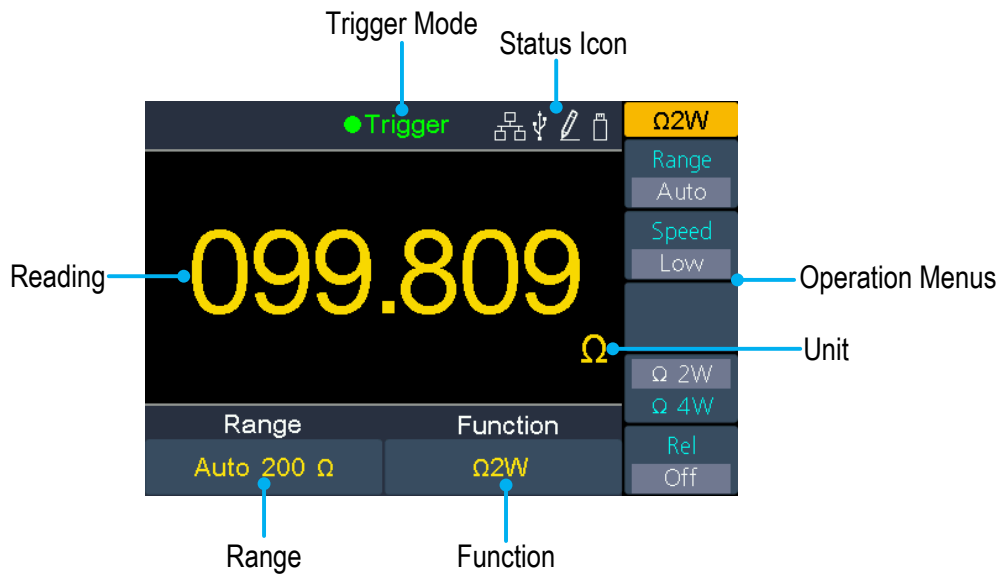 Trigger Mode
Status Icon
Trigger
Ω2W
Range
Auto
Speed
Low
Reading
099.809
Operation Menus
Ω
Unit
Ω 2W
Ω 4W
Range
Function
Rel
Off
Auto 200 Ω
Ω2W
Range
Function